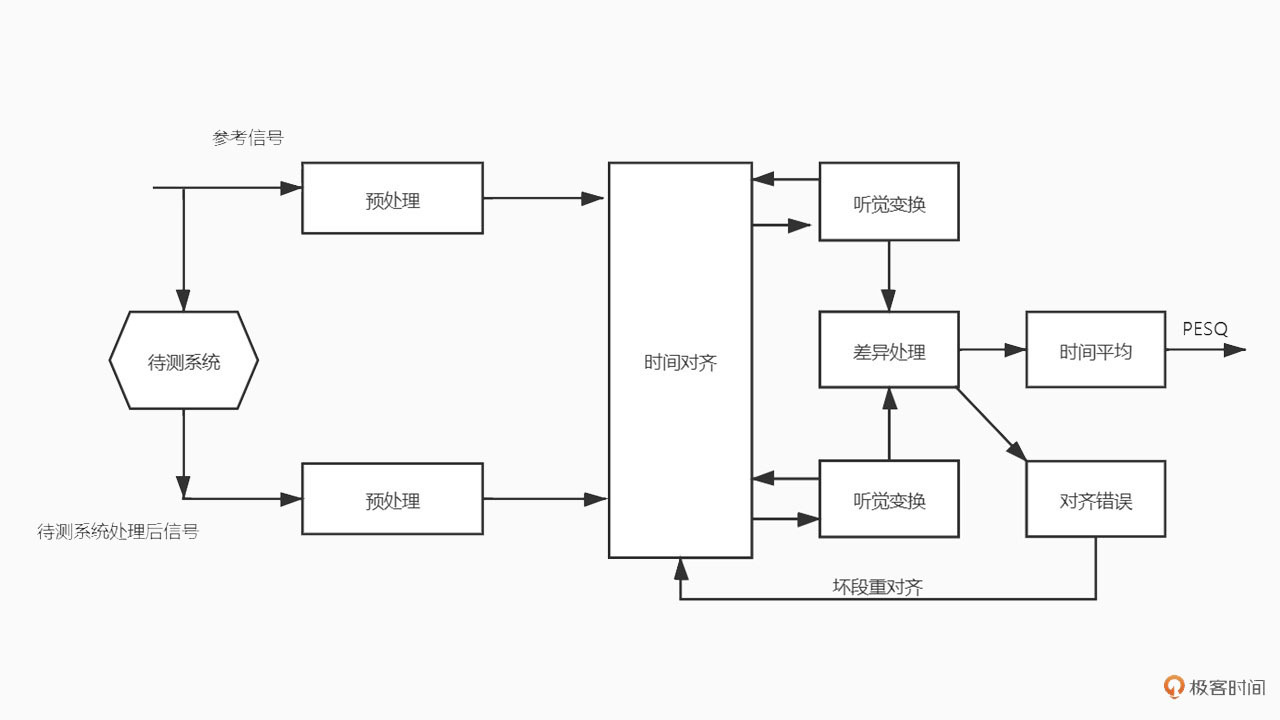 参考信号
预处理
听觉变换
待测系统
时间对齐
差异处理
时间平均
PESQ
预处理
听觉变换
对齐错误
待测系统处理后信号
坏段重对齐
极客时间